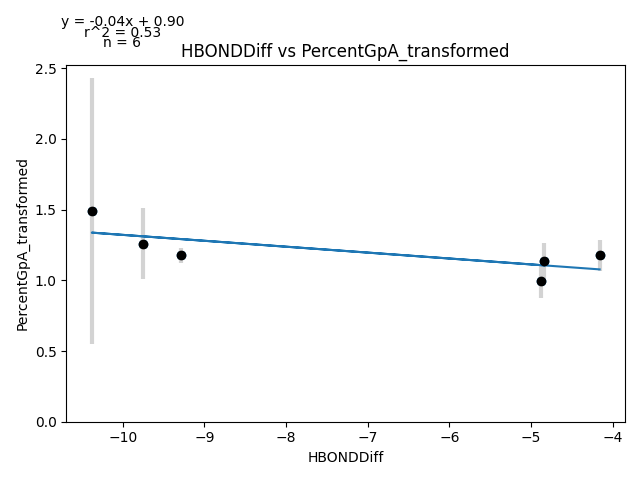 y = -0.04x + 0.90
r^2 = 0.53
n = 6
HBONDDiff vs PercentGpA_transformed
2.5
2.0
1.5
1.0
0.5
0.0
PercentGpA_transformed
−10
−9
−8
−7
−6
−5
−4
HBONDDiff